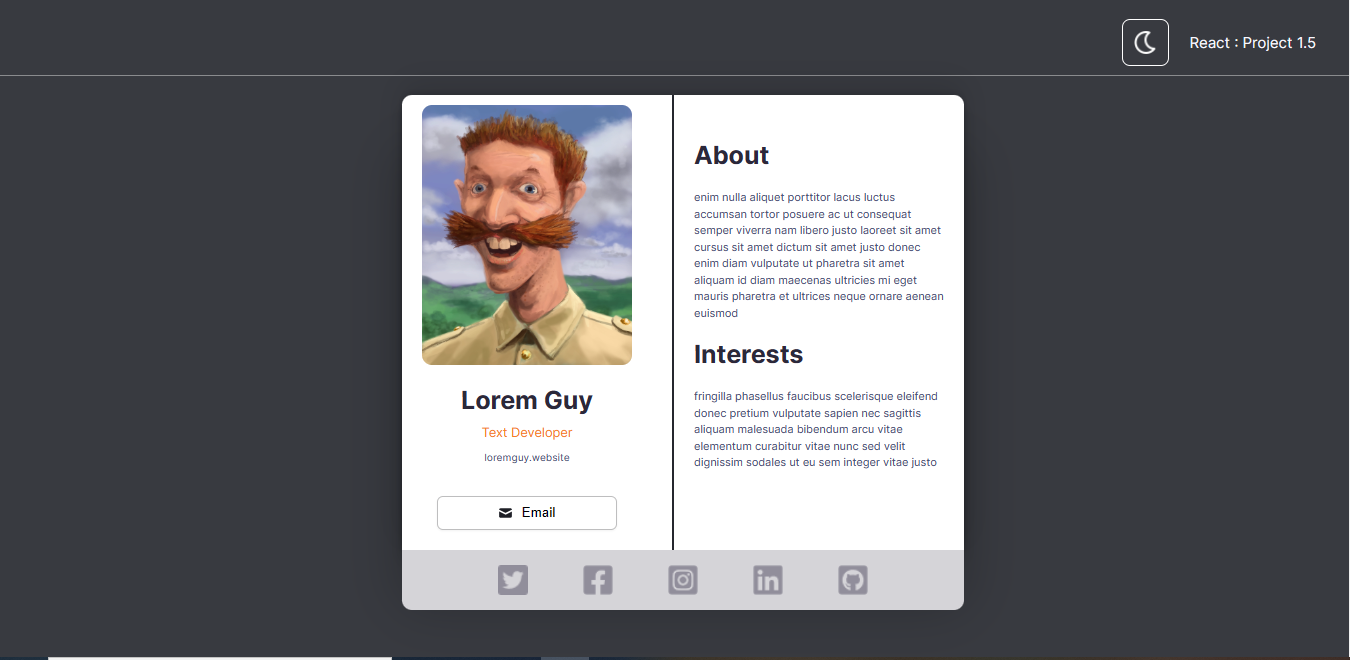 React : Project 1.5
Lorem Guy
Text Developer
loremguy.website
Email
About
enim nulla aliquet porttitor lacus luctus
accumsan tortor posuere ac ut consequat
semper viverra nam libero justo laoreet sit amet
cursus sit amet dictum sit amet justo donec
enim diam vulputate ut pharetra sit amet
aliquam id diam maecenas ultricies mi eget
mauris pharetra et ultrices neque ornare aenean
euismod
Interests
fringilla phasellus faucibus scelerisque eleifend
donec pretium vulputate sapien nec sagittis
aliquam malesuada bibendum arcu vitae
elementum curabitur vitae nunc sed velit
dignissim sodales ut eu sem integer vitae justo